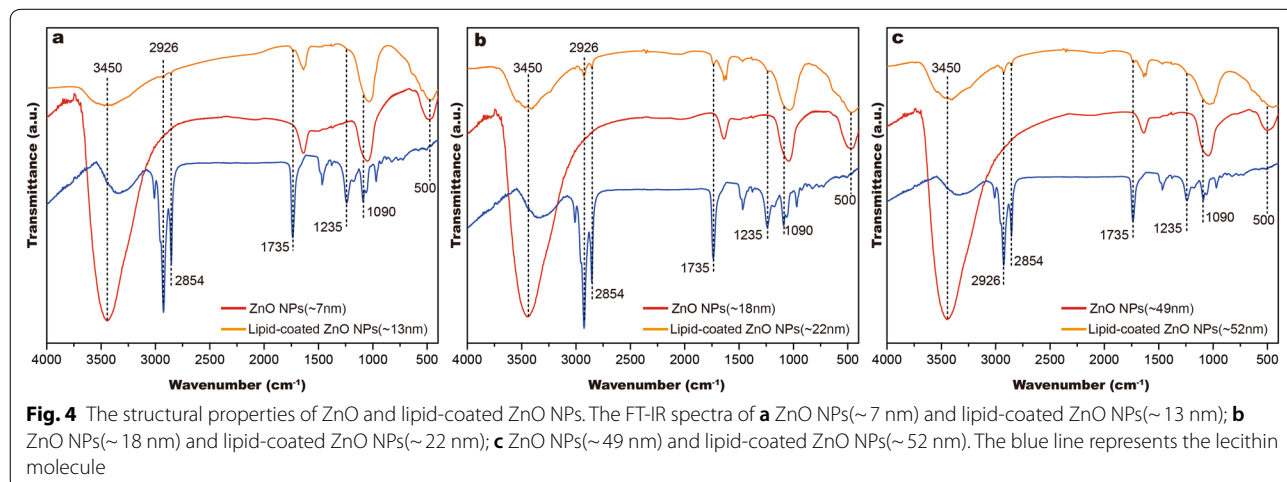 a
2926
3450
500
1235
1090
1735
2854
ZnO NPs(~7nm)
Lipid-coated ZnO NPs(~13nm)
Transmittance (a.u.)
4000 3500 3000 2500 2000 1500 1000 500
Wavenumber (cm⁻¹)
b
2926
3450
500
1235
1090
1735
2854
ZnO NPs(~18nm)
Lipid-coated ZnO NPs(~22nm)
Transmittance (a.u.)
4000 3500 3000 2500 2000 1500 1000 500
Wavenumber (cm⁻¹)
c
3450
500
1735
1235
1090
2854
2926
ZnO NPs(~49nm)
Lipid-coated ZnO NPs(~52nm)
Transmittance (a.u.)
4000 3500 3000 2500 2000 1500 1000 500
Wavenumber (cm⁻¹)
Fig. 4 The structural properties of ZnO and lipid-coated ZnO NPs. The FT-IR spectra of a ZnO NPs(~7 nm) and lipid-coated ZnO NPs(~13 nm); b
ZnO NPs(~18 nm) and lipid-coated ZnO NPs(~22 nm); c ZnO NPs(~49 nm) and lipid-coated ZnO NPs(~52 nm). The blue line represents the lecithin
molecule